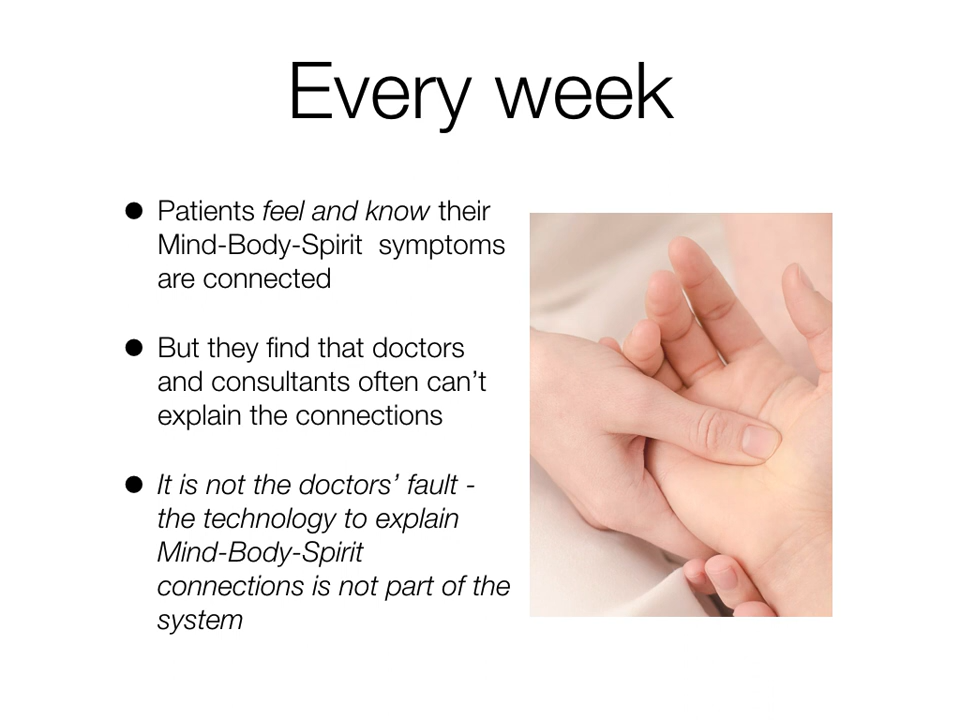 Every week
● Patients feel and know their
Mind-Body-Spirit  symptoms
are connected
● But they find that doctors
and consultants often can’t
explain the connections
● It is not the doctors’ fault -
the technology to explain
Mind-Body-Spirit
connections is not part of the
system